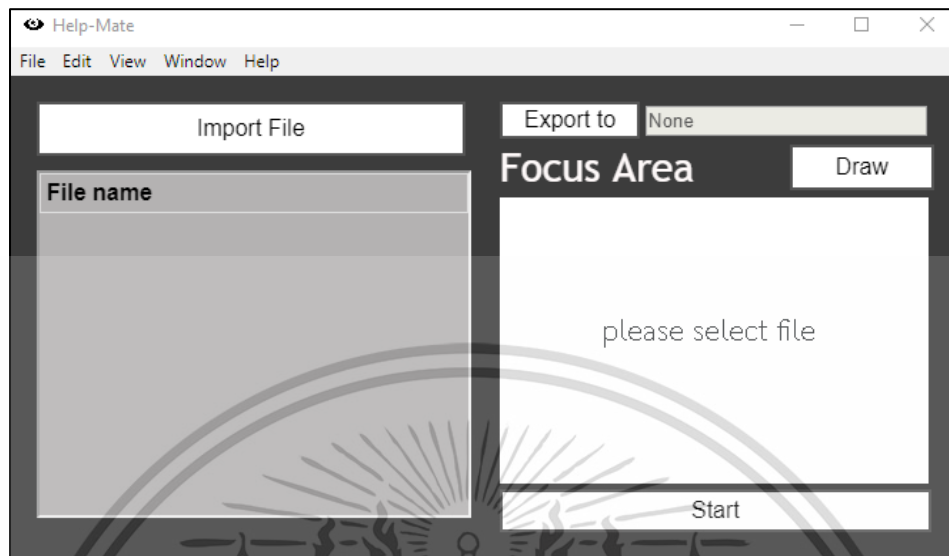 Help-Mate
File Edit View Window Help
Import File
File name
Export to None
Focus Area Draw
please select file
Start